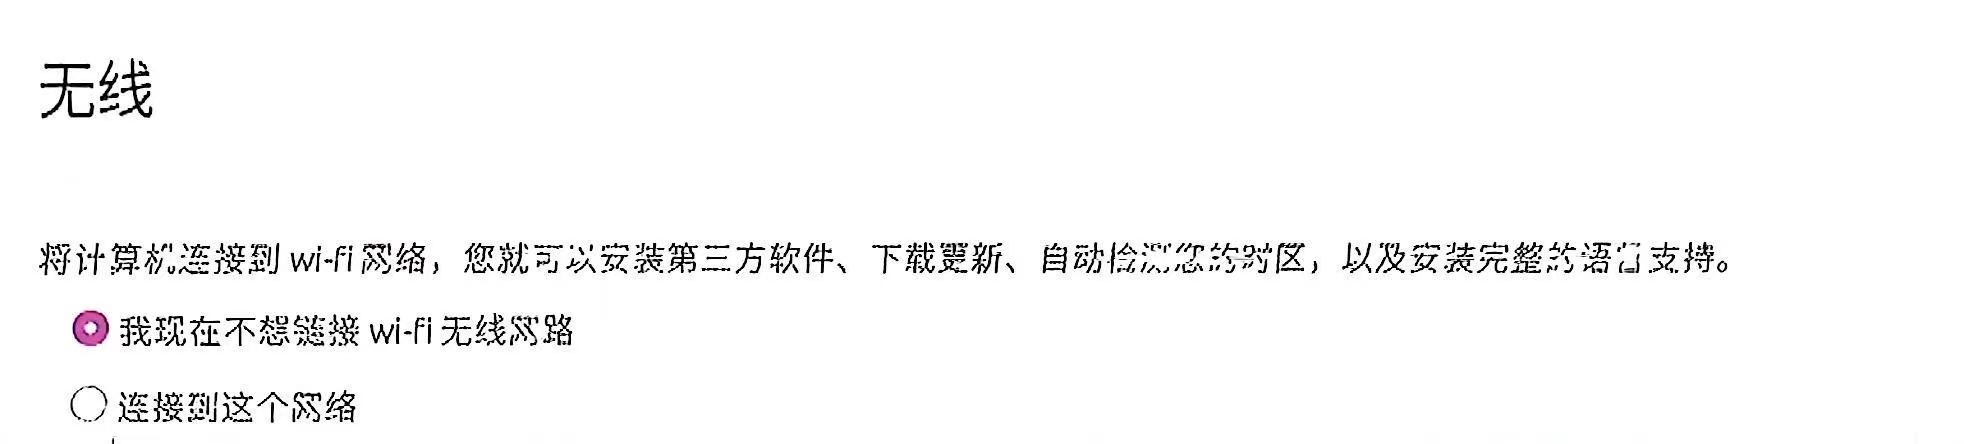 无线
将计算机连接到 wi-fi 网络，您就可以安装第三方软件、下载更新、自动检测您的时区，以及安装完整的语言支持。
我现在不想链接 wi-fi 无线网路
连接到这个网络